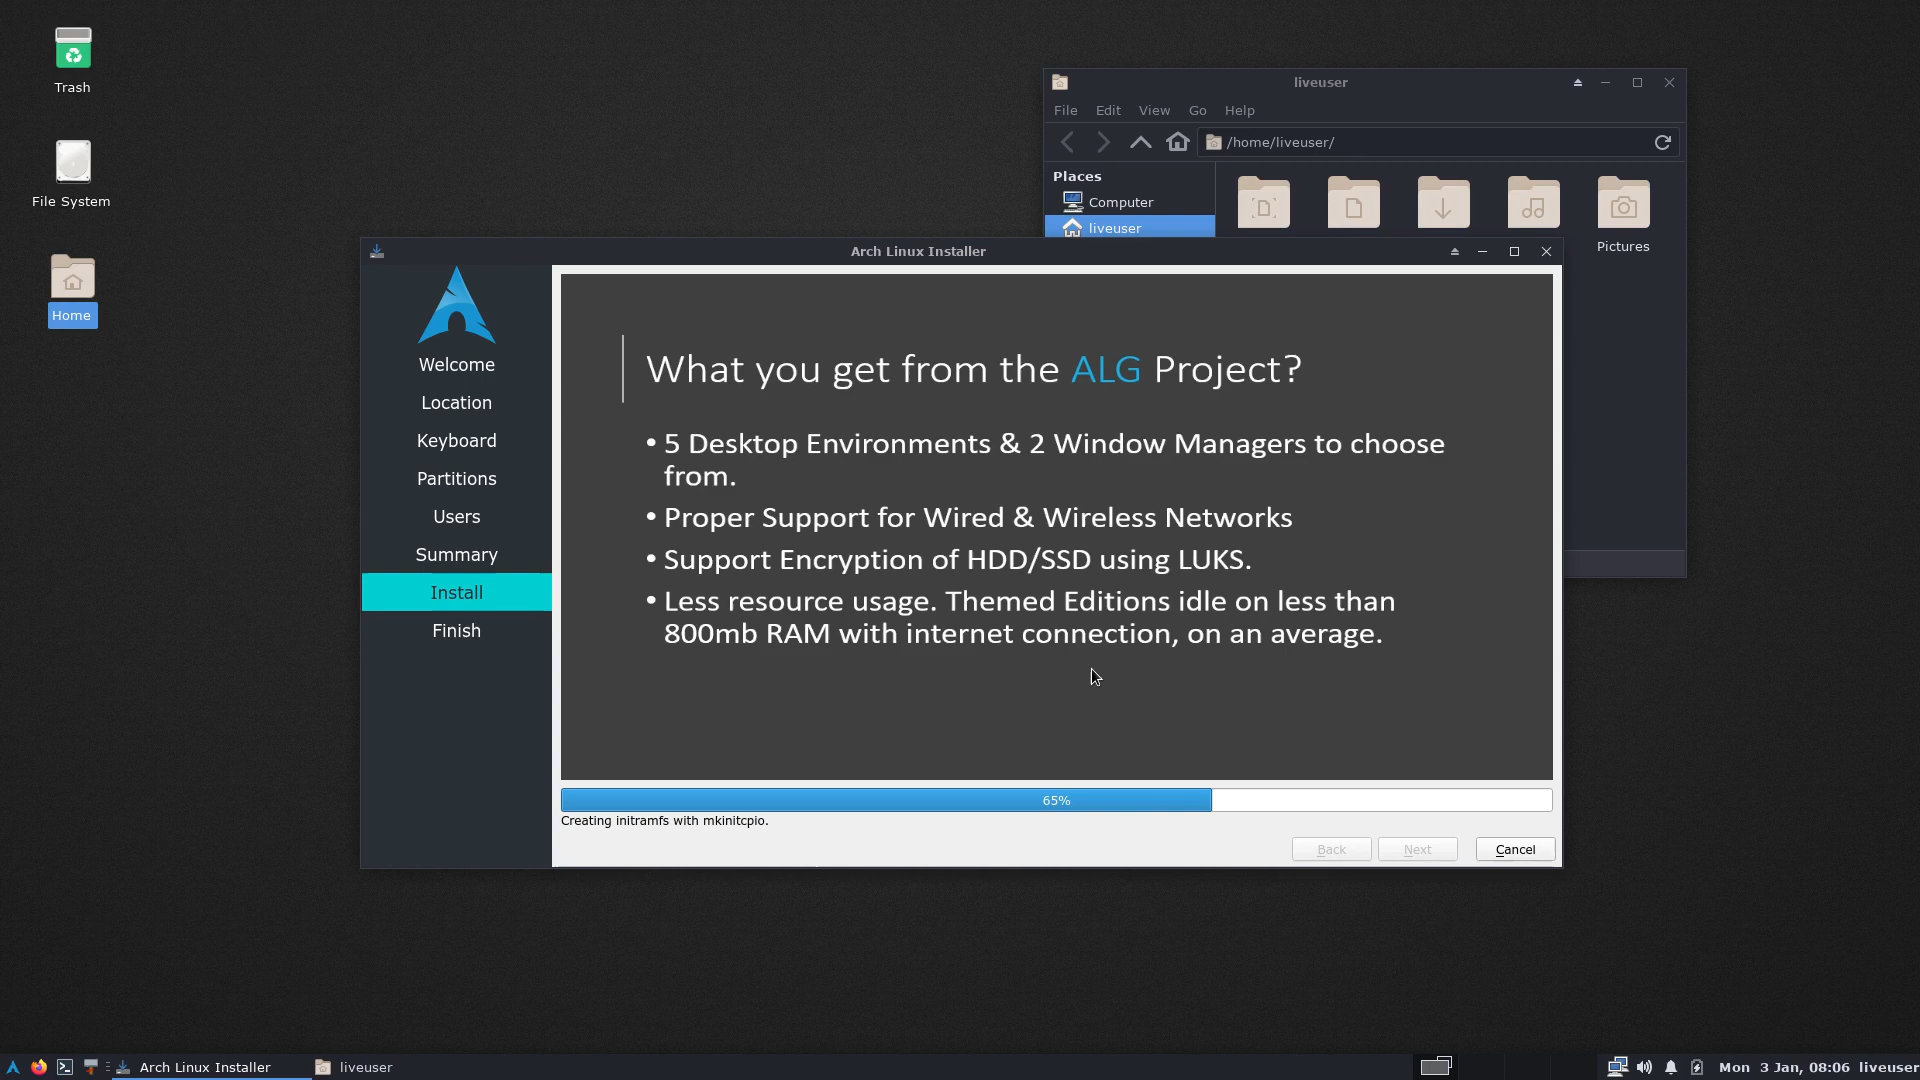 Trash
File System
Home
liveuser
File Edit View Go Help
/home/liveuser/
Places
Computer
liveuser
Pictures
Arch Linux Installer
Welcome
Location
Keyboard
Partitions
Users
Summary
Install
Finish
What you get from the ALG Project?
• 5 Desktop Environments & 2 Window Managers to choose
from.
• Proper Support for Wired & Wireless Networks
• Support Encryption of HDD/SSD using LUKS.
• Less resource usage. Themed Editions idle on less than
800mb RAM with internet connection, on an average.
65%
Creating initramfs with mkinitcpio.
Back Next Cancel
Arch Linux Installer liveuser Mon 3 Jan, 08:06 liveuser